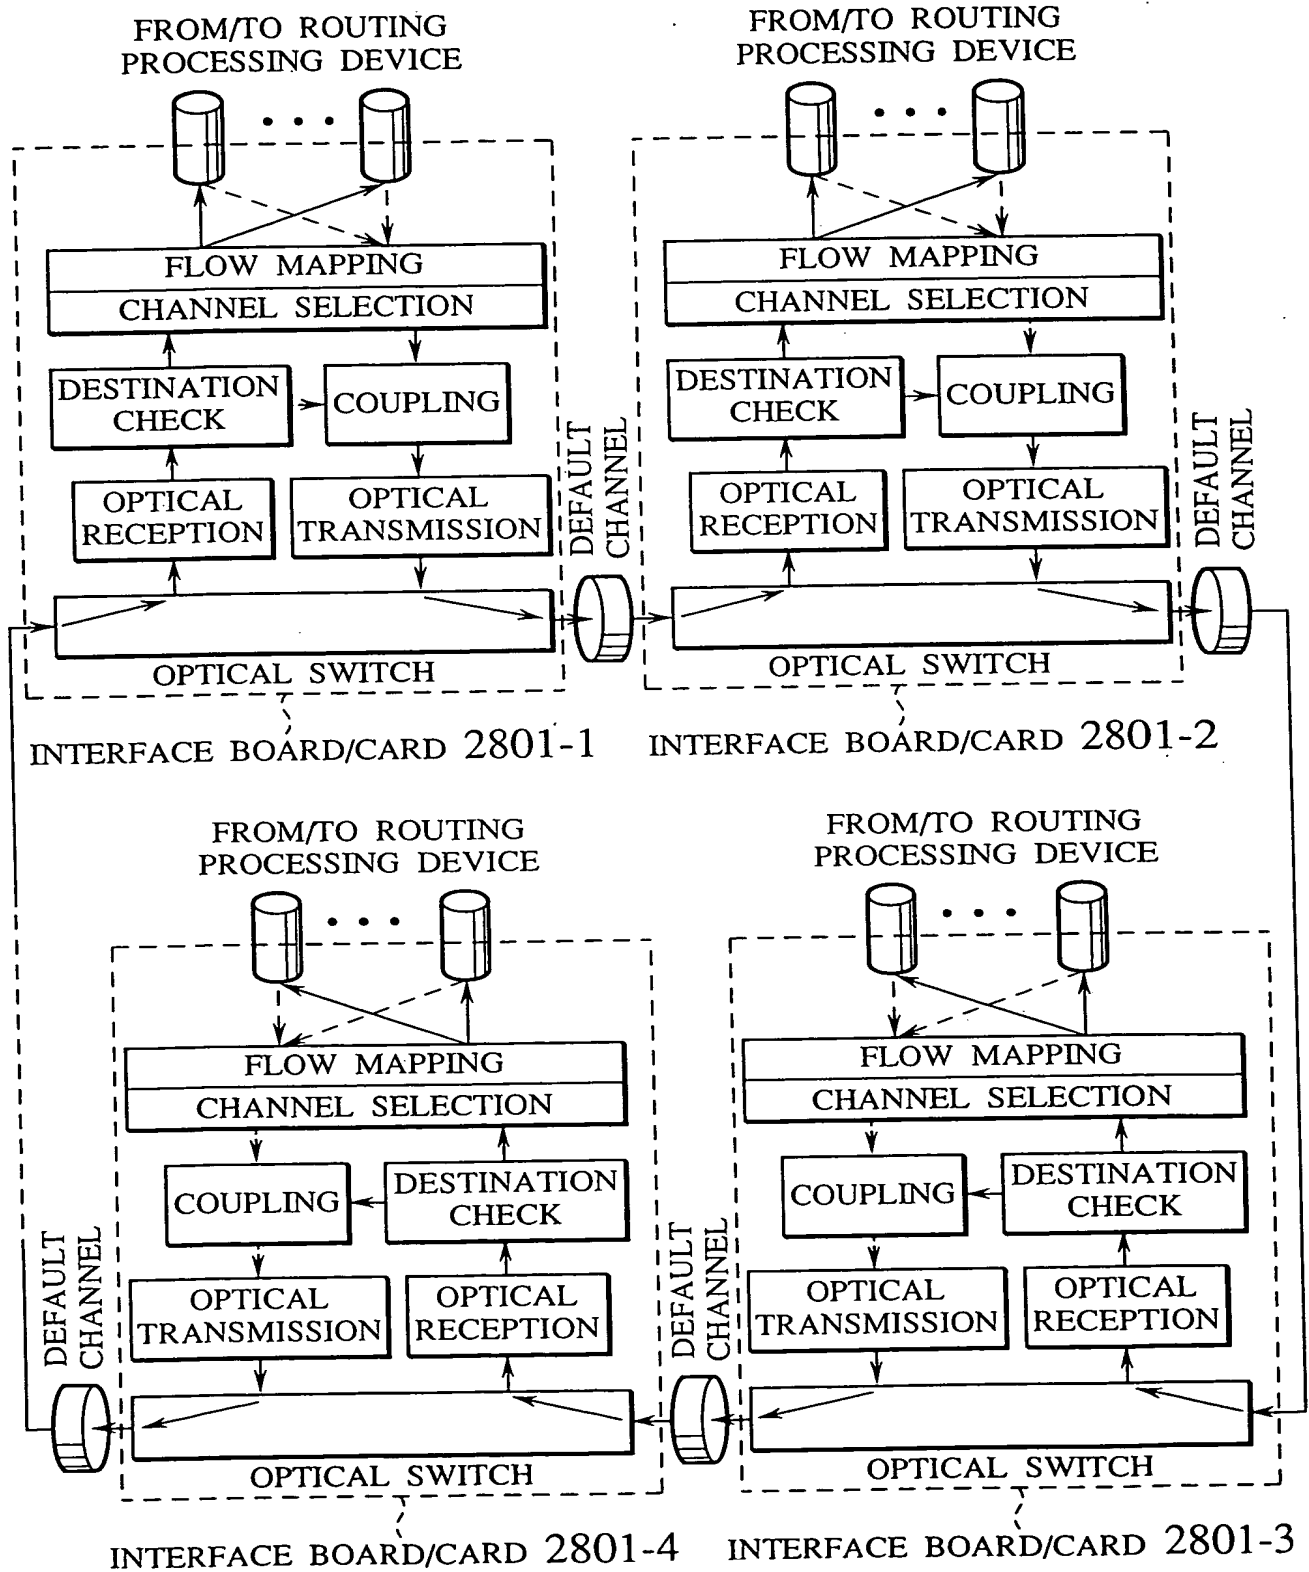 FROM/TO ROUTING
PROCESSING DEVICE
FLOW MAPPING
CHANNEL SELECTION
DESTINATION
CHECK
COUPLING
OPTICAL
RECEPTION
OPTICAL
TRANSMISSION
OPTICAL SWITCH
DEFAULT
CHANNEL
INTERFACE BOARD/CARD 2801-1
FROM/TO ROUTING
PROCESSING DEVICE
FLOW MAPPING
CHANNEL SELECTION
DESTINATION
CHECK
COUPLING
OPTICAL
RECEPTION
OPTICAL
TRANSMISSION
OPTICAL SWITCH
DEFAULT
CHANNEL
INTERFACE BOARD/CARD 2801-2
FROM/TO ROUTING
PROCESSING DEVICE
FLOW MAPPING
CHANNEL SELECTION
COUPLING
DESTINATION
CHECK
OPTICAL
TRANSMISSION
OPTICAL
RECEPTION
DEFAULT
CHANNEL
OPTICAL SWITCH
INTERFACE BOARD/CARD 2801-4
FROM/TO ROUTING
PROCESSING DEVICE
FLOW MAPPING
CHANNEL SELECTION
COUPLING
DESTINATION
CHECK
OPTICAL
TRANSMISSION
OPTICAL
RECEPTION
DEFAULT
CHANNEL
OPTICAL SWITCH
INTERFACE BOARD/CARD 2801-3